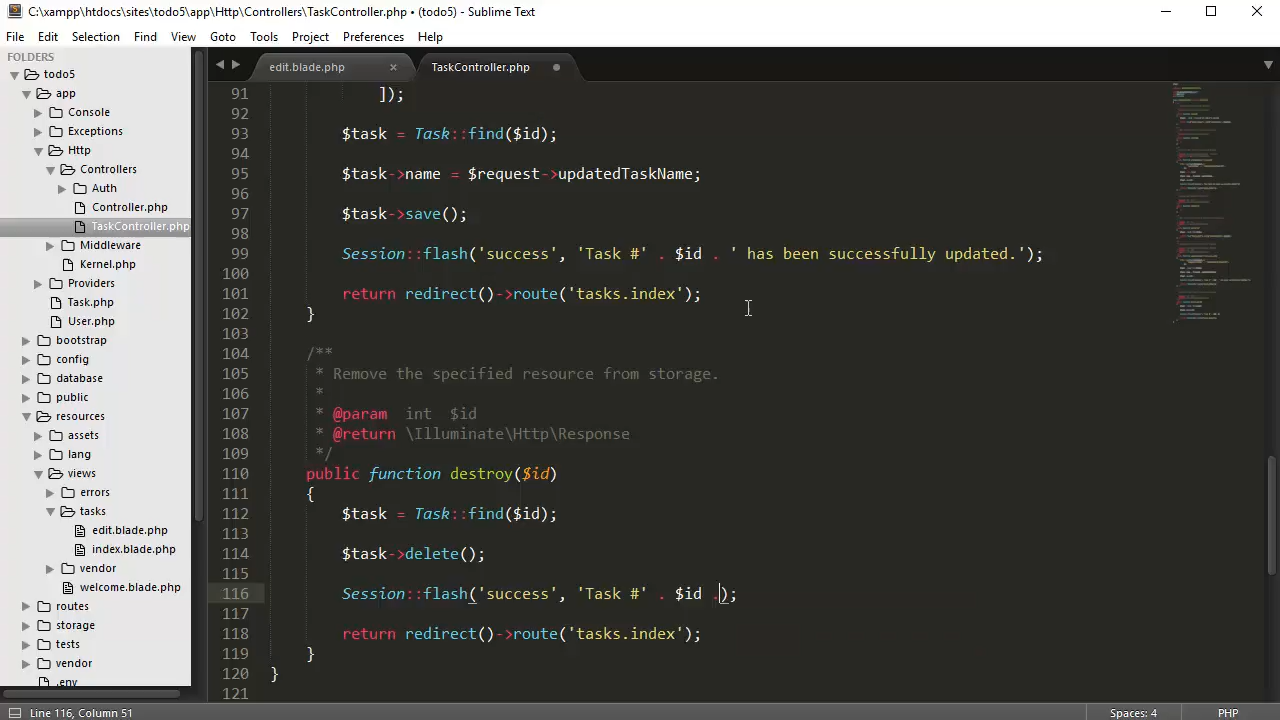 C:\xampp\htdocs\sites\todo5\app\Http\Controllers\TaskController.php • (todo5) - Sublime Text
File Edit Selection Find View Goto Tools Project Preferences Help
FOLDERS
todo5
app
Console
Exceptions
Http
Controllers
Auth
Controller.php
TaskController.php
Middleware
Kernel.php
Providers
Task.php
User.php
bootstrap
config
database
public
resources
assets
lang
views
errors
tasks
edit.blade.php
index.blade.php
vendor
welcome.blade.php
routes
storage
tests
vendor
.env
edit.blade.php × TaskController.php
91 ]);
92
93 $task = Task::find($id);
94
95 $task->name = $request->updatedTaskName;
96
97 $task->save();
98
99 Session::flash('success', 'Task #' . $id . ' has been successfully updated.');
100
101 return redirect()->route('tasks.index');
102 }
103
104 /**
105 * Remove the specified resource from storage.
106 *
107 * @param  int  $id
108 * @return \Illuminate\Http\Response
109 */
110 public function destroy($id)
111 {
112 $task = Task::find($id);
113
114 $task->delete();
115
116 Session::flash('success', 'Task #' . $id .);
117
118 return redirect()->route('tasks.index');
119 }
120 }
121
Line 116, Column 51 Spaces: 4 PHP